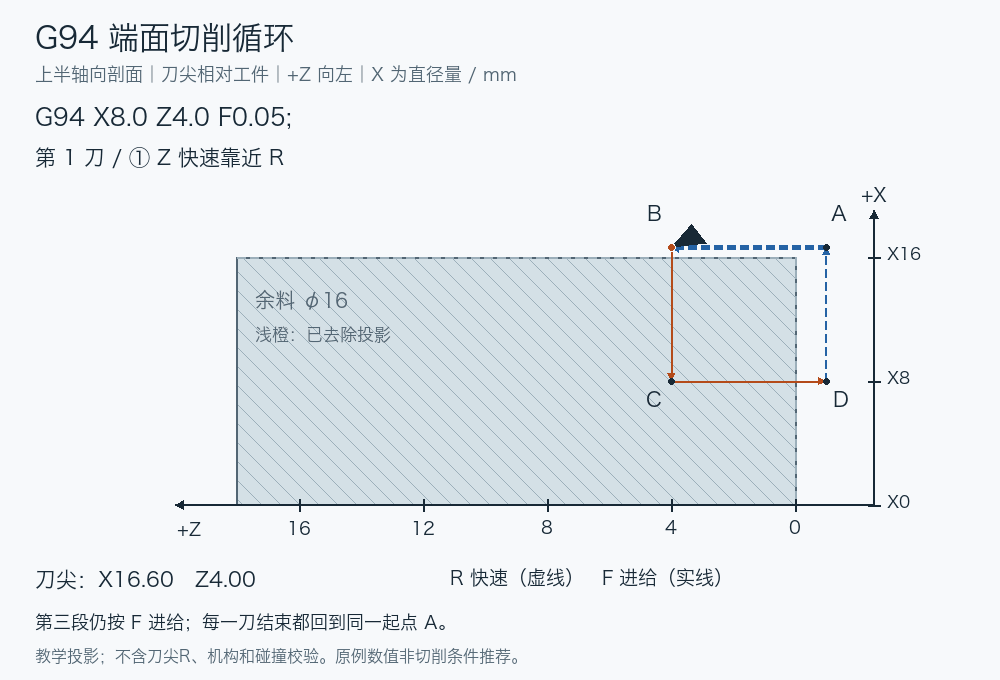 G94 端面切削循环
上半轴向剖面｜刀尖相对工件｜+Z 向左｜X 为直径量 / mm
G94 X8.0 Z4.0 F0.05;
第 1 刀 / ① Z 快速靠近 R
+X
B
A
X16
余料 φ16
浅橙：已去除投影
X8
C
D
X0
+Z
16
12
8
4
0
刀尖：X16.60 Z4.00
R 快速（虚线） F 进给（实线）
第三段仍按 F 进给；每一刀结束都回到同一起点 A。
教学投影；不含刀尖R、机构和碰撞校验。原例数值非切削条件推荐。